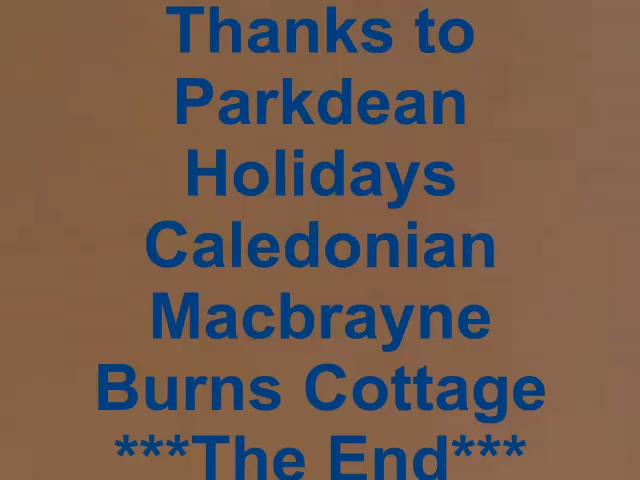 Thanks to
Parkdean
Holidays
Caledonian
Macbrayne
Burns Cottage
***The End***